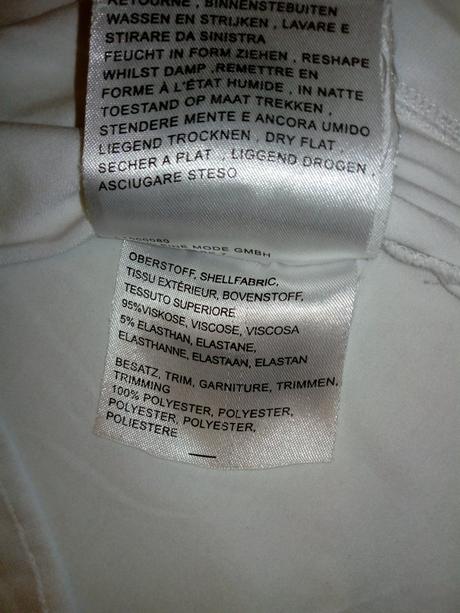 RETOURNÉ , BINNENSTEBUITEN
WASSEN EN STRIJKEN , LAVARE E
STIRARE DA SINISTRA
FEUCHT IN FORM ZIEHEN , RESHAPE
WHILST DAMP ,REMETTRE EN
FORME À L'ÉTAT HUMIDE , IN NATTE
TOESTAND OP MAAT TREKKEN ,
STENDERE MENTE E ANCORA UMIDO
LIEGEND TROCKNEN , DRY FLAT ,
SÉCHER A PLAT , LIGGEND DROGEN ,
ASCIUGARE STESO
MODE GMBH
OBERSTOFF, SHELLFABRIC,
TISSU EXTÉRIEUR, BOVENSTOFF,
TESSUTO SUPERIORE
95%VISKOSE, VISCOSE, VISCOSA
5% ELASTHAN, ELASTANE,
ELASTHANNE, ELASTAAN, ELASTAN
BESATZ, TRIM, GARNITURE, TRIMMEN,
TRIMMING
100% POLYESTER, POLYESTER,
POLYESTER, POLYESTER,
POLIESTERE